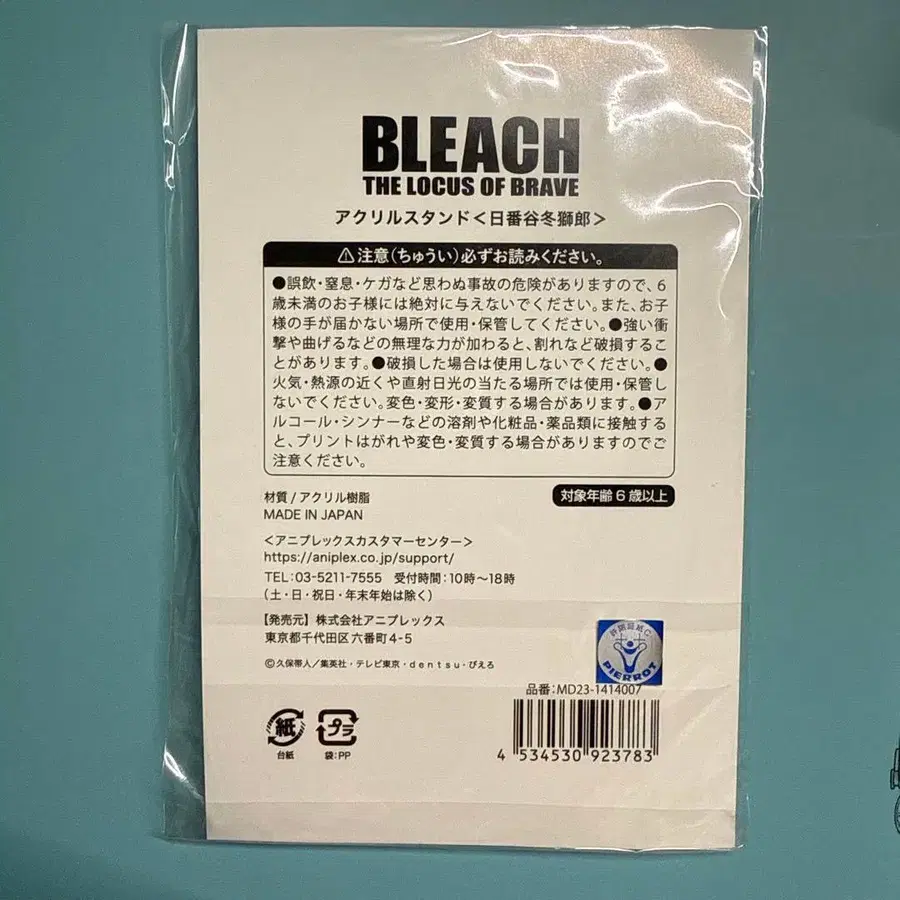 BLEACH
THE LOCUS OF BRAVE
アクリルスタンド＜日番谷冬獅郎＞
⚠注意(ちゅうい)必ずお読みください。
●誤飲・窒息・ケガなど思わぬ事故の危険がありますので、6
歳未満のお子様には絶対に与えないでください。また、お子
様の手が届かない場所で使用・保管してください。●強い衝
撃や曲げるなどの無理な力が加わると、割れなど破損するこ
とがあります。●破損した場合は使用しないでください。●
火気・熱源の近くや直射日光の当たる場所では使用・保管し
ないでください。変色・変形・変質する場合があります。●ア
ルコール・シンナーなどの溶剤や化粧品・薬品類に接触する
と、プリントはがれや変色・変質する場合がありますのでご
注意ください。
材質 / アクリル樹脂
対象年齢 6 歳以上
MADE IN JAPAN
＜アニプレックスカスタマーセンター＞
https://aniplex.co.jp/support/
TEL:03-5211-7555 受付時間:10時～18時
(土・日・祝日・年末年始は除く)
【発売元】株式会社アニプレックス
東京都千代田区六番町4-5
©久保帯人／集英社・テレビ東京・dentsu・ぴえろ
許諾証紙C
PIERROT
品番:MD23-1414007
紙
台紙
プラ
袋:PP
4 534530 923783